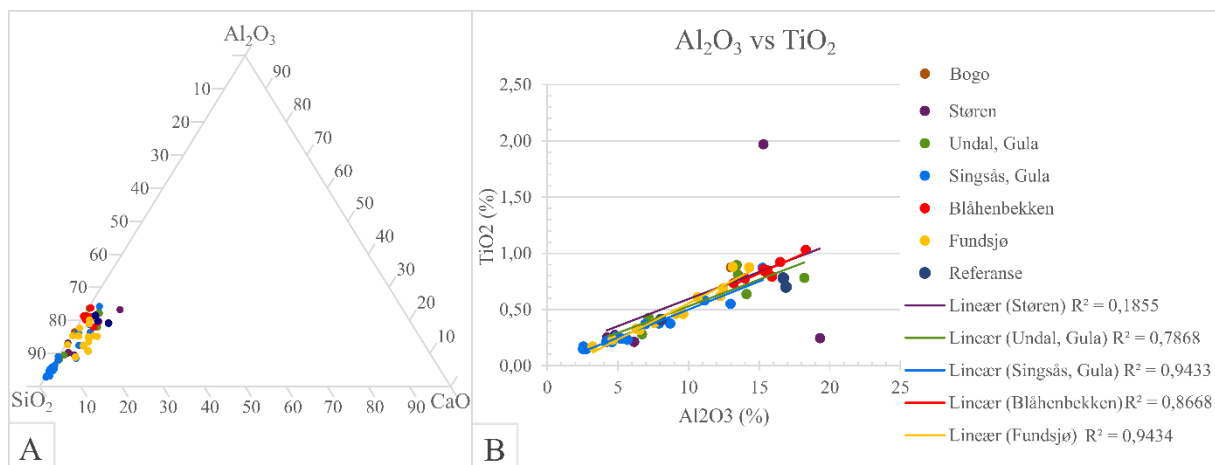 Al₂O₃
90
10
80
20
70
30
60
40
50
50
40
60
30
70
20
80
10
90
SiO₂
10
20
30
40
50
60
70
80
90
CaO
A
Al₂O₃ vs TiO₂
TiO2 (%)
2,50
2,00
1,50
1,00
0,50
0,00
0
5
10
15
20
25
Al2O3 (%)
B
Bogo
Støren
Undal, Gula
Singsås, Gula
Blåhenbekken
Fundsjø
Referanse
Lineær (Støren) R² = 0,1855
Lineær (Undal, Gula) R² = 0,7868
Lineær (Singsås, Gula) R² = 0,9433
Lineær (Blåhenbekken) R² = 0,8668
Lineær (Fundsjø) R² = 0,9434